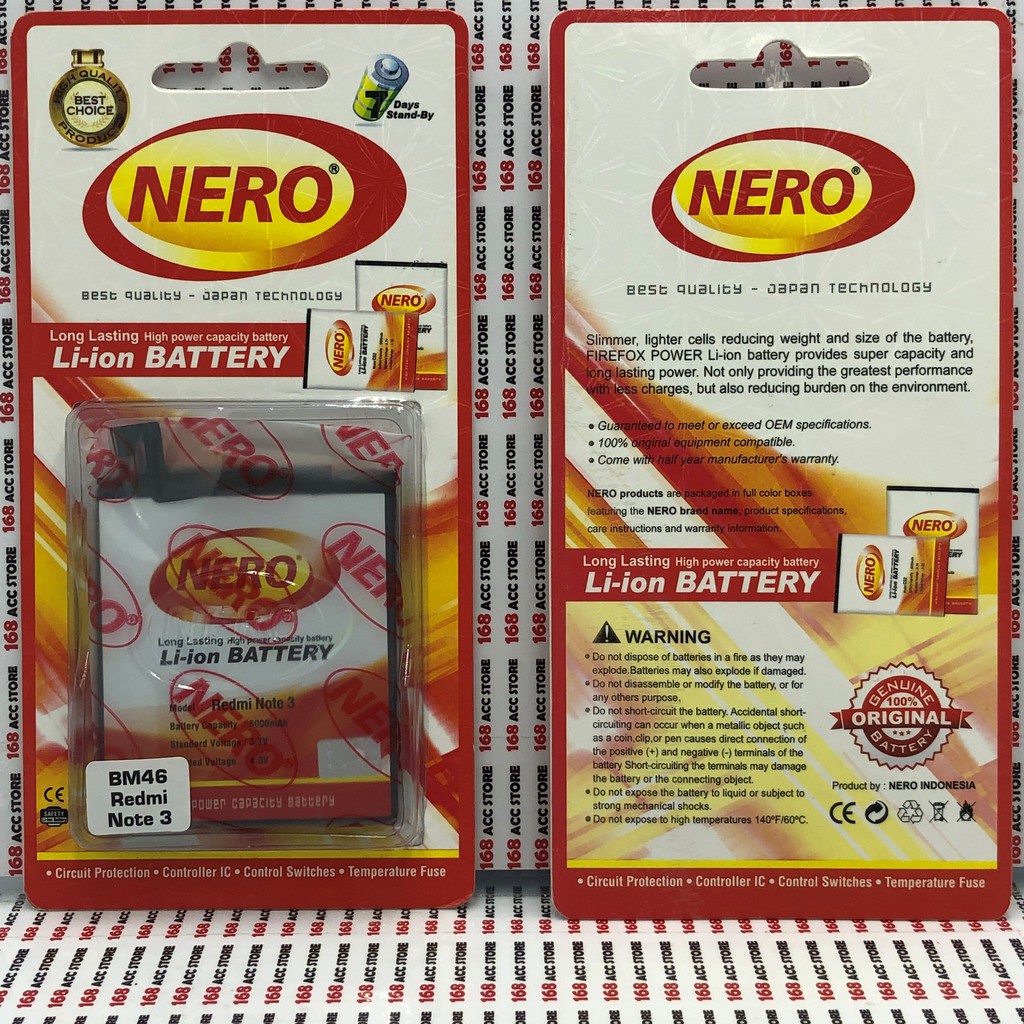 HIGH QUALITY
BEST
CHOICE
PRODUCT
7 Days
Stand-By
NERO®
BEST QUALITY - JAPAN TECHNOLOGY
Long Lasting High power capacity battery
Li-ion BATTERY
NERO
NERO
NERO®
Long Lasting High power capacity battery
Li-ion BATTERY
Model : Redmi Note 3
Battery Capacity : 5000mAh
Standard Voltage : 3.7V
Voltage
POWER CAPACITY BATTERY
BM46
Redmi
Note 3
CE
SAFETY
• Circuit Protection • Controller IC • Control Switches • Temperature Fuse
NERO®
BEST QUALITY - JAPAN TECHNOLOGY
Slimmer, lighter cells reducing weight and size of the battery,
FIREFOX POWER Li-ion battery provides super capacity and
long lasting power. Not only providing the greatest performance
with less charges, but also reducing burden on the environment.
• Guaranteed to meet or exceed OEM specifications.
• 100% original equipment compatible.
• Come with half year manufacturer's warranty.
NERO products are packaged in full color boxes
featuring the NERO brand name, product specifications,
care instructions and warranty information.
Long Lasting High power capacity battery
Li-ion BATTERY
NERO
NERO
WARNING
• Do not dispose of batteries in a fire as they may
explode.Batteries may also explode if damaged.
• Do not disassemble or modify the battery, or for
any others purpose.
• Do not short-circuit the battery. Accidental short-
circuiting can occur when a metallic object such
as a coin,clip,or pen causes direct connection of
the positive (+) and negative (-) terminals of the
battery Short-circuiting the terminals may damage
the battery or the connecting object.
• Do not expose the battery to liquid or subject to
strong mechanical shocks.
• Do not expose to high temperatures 140°F/60°C.
GENUINE
100%
ORIGINAL
BATTERY
Product by : NERO INDONESIA
CE
• Circuit Protection • Controller IC • Control Switches • Temperature Fuse
168 ACC STORE